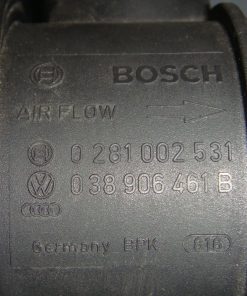 BOSCH
AIR FLOW
0 281 002 531
038 906 461 B
Germany BPK 616